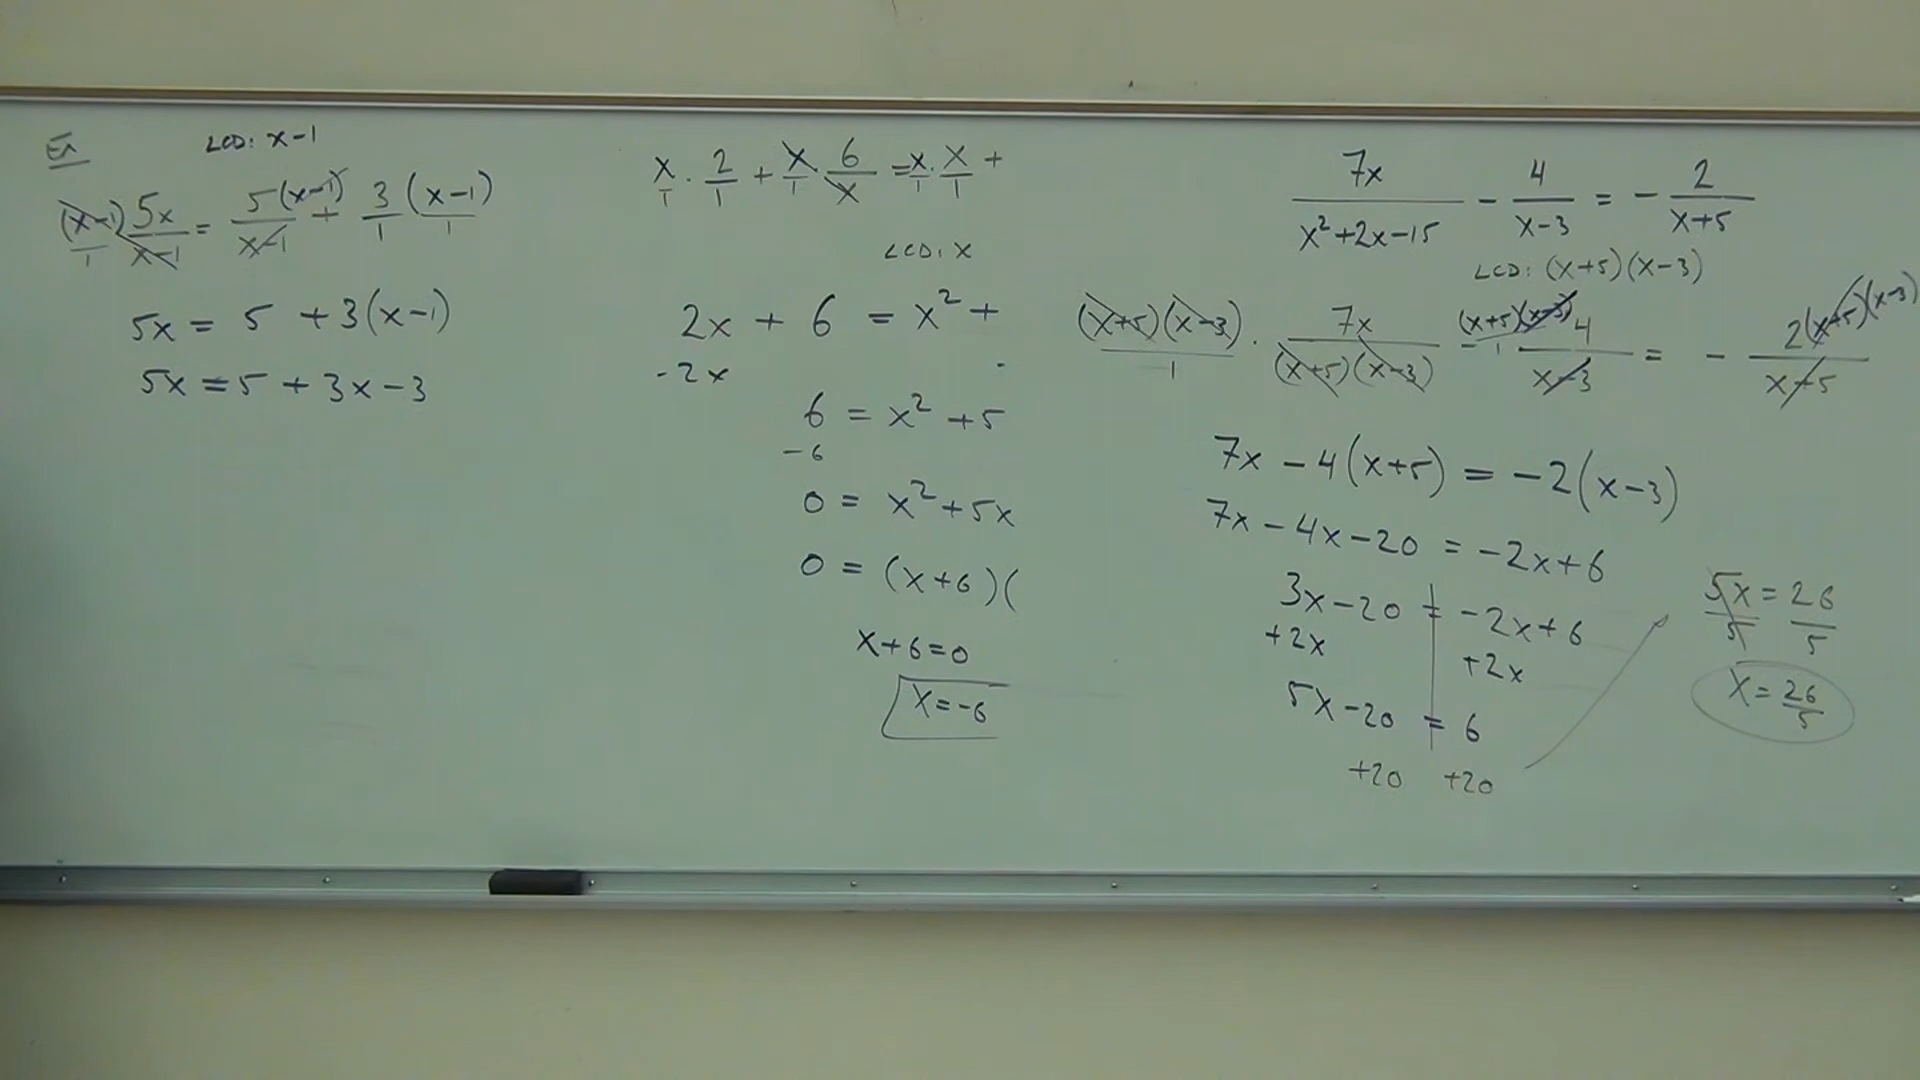 Ex LCD: x-1
(x-1)/1 5x/(x-1) = 5(x-1)/(x-1) + 3/1 (x-1)/1
5x = 5 + 3(x-1)
5x = 5 + 3x - 3
x/1 · 2/1 + x/1 · 6/x = x/1 · x/1 +
LCD: x
2x + 6 = x² +
-2x
6 = x² + 5
-6
0 = x² + 5x
0 = (x+6)(
x+6=0
x=-6
7x/(x²+2x-15) - 4/(x-3) = - 2/(x+5)
LCD: (x+5)(x-3)
(x+5)(x-3)/1 · 7x/((x+5)(x-3)) - (x+5)(x-3)/1 4/(x-3) = - 2(x+5)(x-3)/(x+5)
7x - 4(x+5) = -2(x-3)
7x - 4x - 20 = -2x+6
3x-20 = -2x+6
+2x +2x
5x-20 = 6
+20 +20
5x/5 = 26/5
x = 26/5